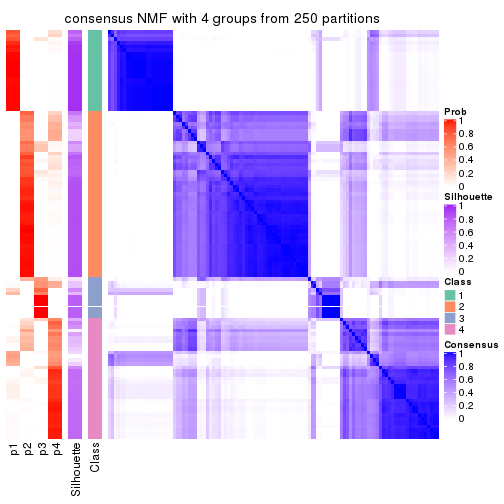 consensus NMF with 4 groups from 250 partitions
p1
p2
p3
p4
Silhouette
Class
Prob
1
0.8
0.6
0.4
0.2
0
Silhouette
1
0.8
0.6
0.4
0.2
0
Class
1
2
3
4
Consensus
1
0.8
0.6
0.4
0.2
0